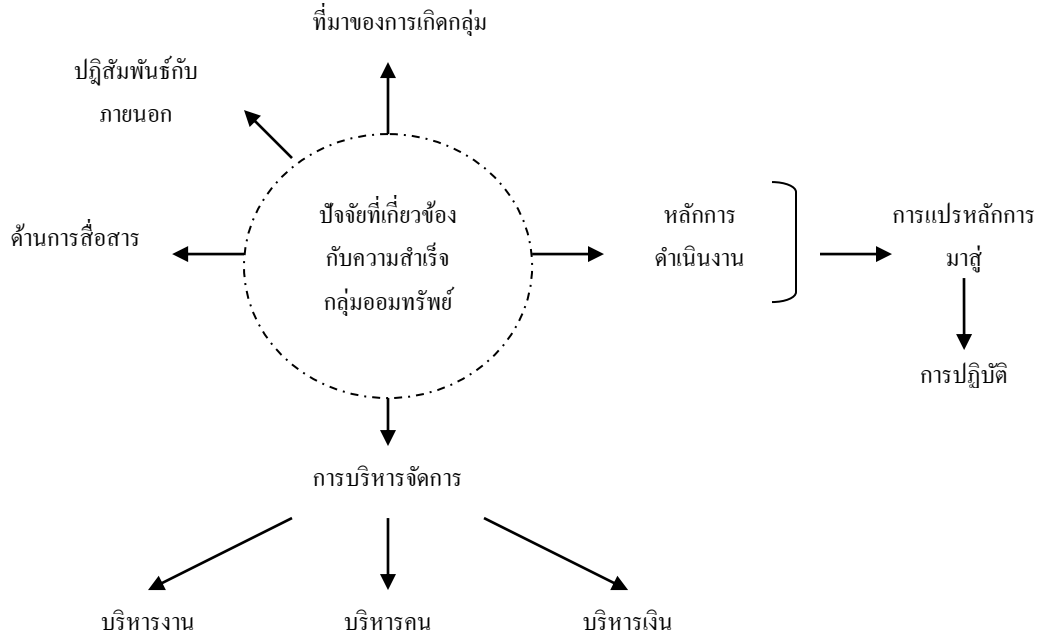 ที่มาของการเกิดกลุ่ม
ปฎิสัมพันธ์กับ
ภายนอก
ด้านการสื่อสาร
ปัจจัยที่เกี่ยวข้อง
กับความสำเร็จ
กลุ่มออมทรัพย์
หลักการ
ดำเนินงาน
การแปรหลักการ
มาสู่
การปฏิบัติ
การบริหารจัดการ
บริหารงาน
บริหารคน
บริหารเงิน